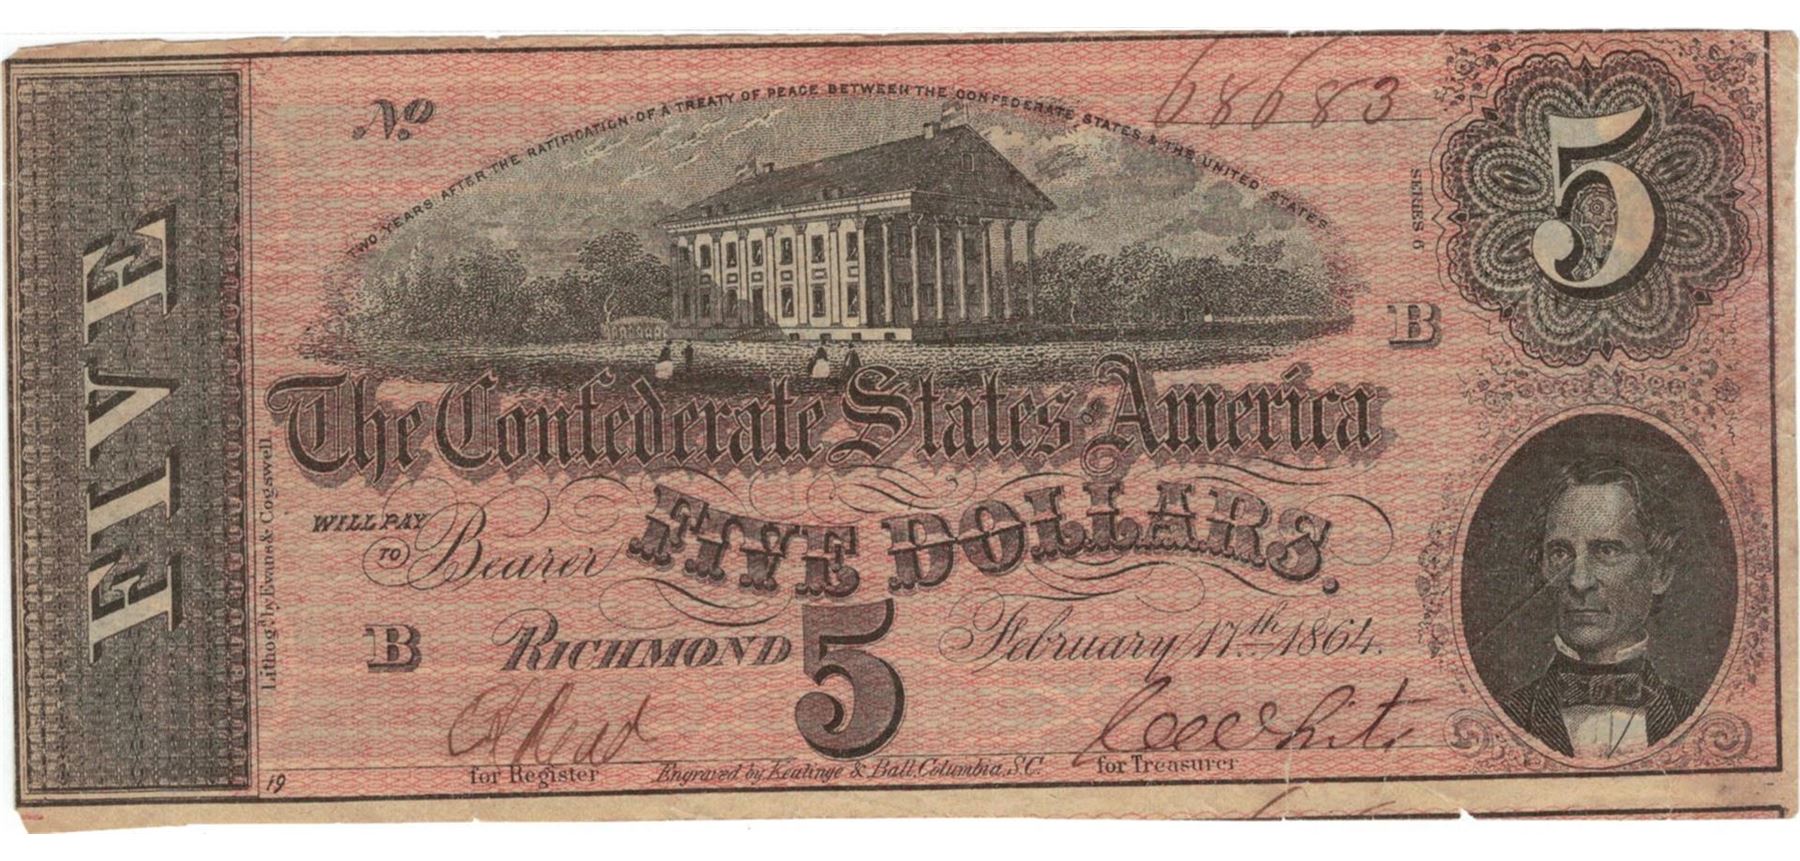 No
68683
TWO YEARS AFTER THE RATIFICATION OF A TREATY OF PEACE BETWEEN THE CONFEDERATE STATES & THE UNITED STATES
5
SERIES 6
B
FIVE
The Confederate States of America
WILL PAY
TO Bearer FIVE DOLLARS.
B RICHMOND 5 February 17th 1864.
Lithog'd by Evans & Cogswell
19
for Register
Engraved by Keatinge & Ball, Columbia, S.C.
for Treasurer